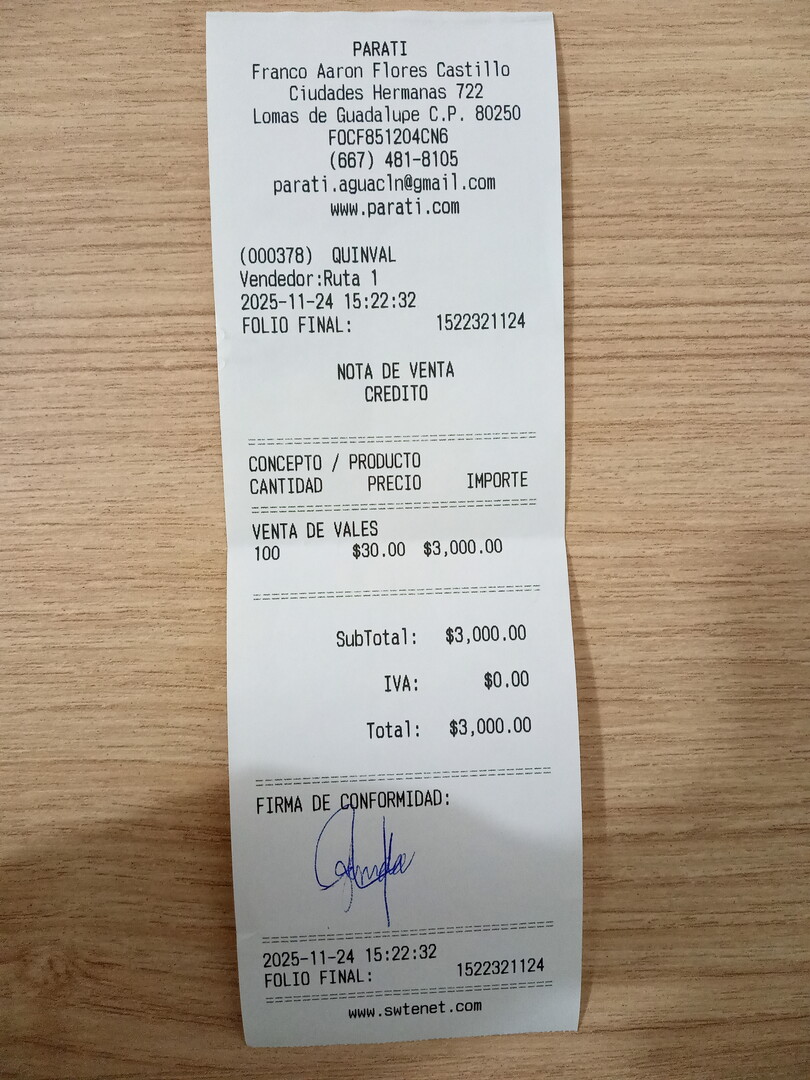 PARATI
Franco Aaron Flores Castillo
Ciudades Hermanas 722
Lomas de Guadalupe C.P. 80250
FOCF851204CN6
(667) 481-8105
parati.aguacln@gmail.com
www.parati.com
(000378) QUINVAL
Vendedor:Ruta 1
2025-11-24 15:22:32
FOLIO FINAL: 1522321124
NOTA DE VENTA
CREDITO
CONCEPTO / PRODUCTO
CANTIDAD PRECIO IMPORTE
VENTA DE VALES
100 $30.00 $3,000.00
SubTotal: $3,000.00
IVA: $0.00
Total: $3,000.00
FIRMA DE CONFORMIDAD:
2025-11-24 15:22:32
FOLIO FINAL: 1522321124
www.swtenet.com